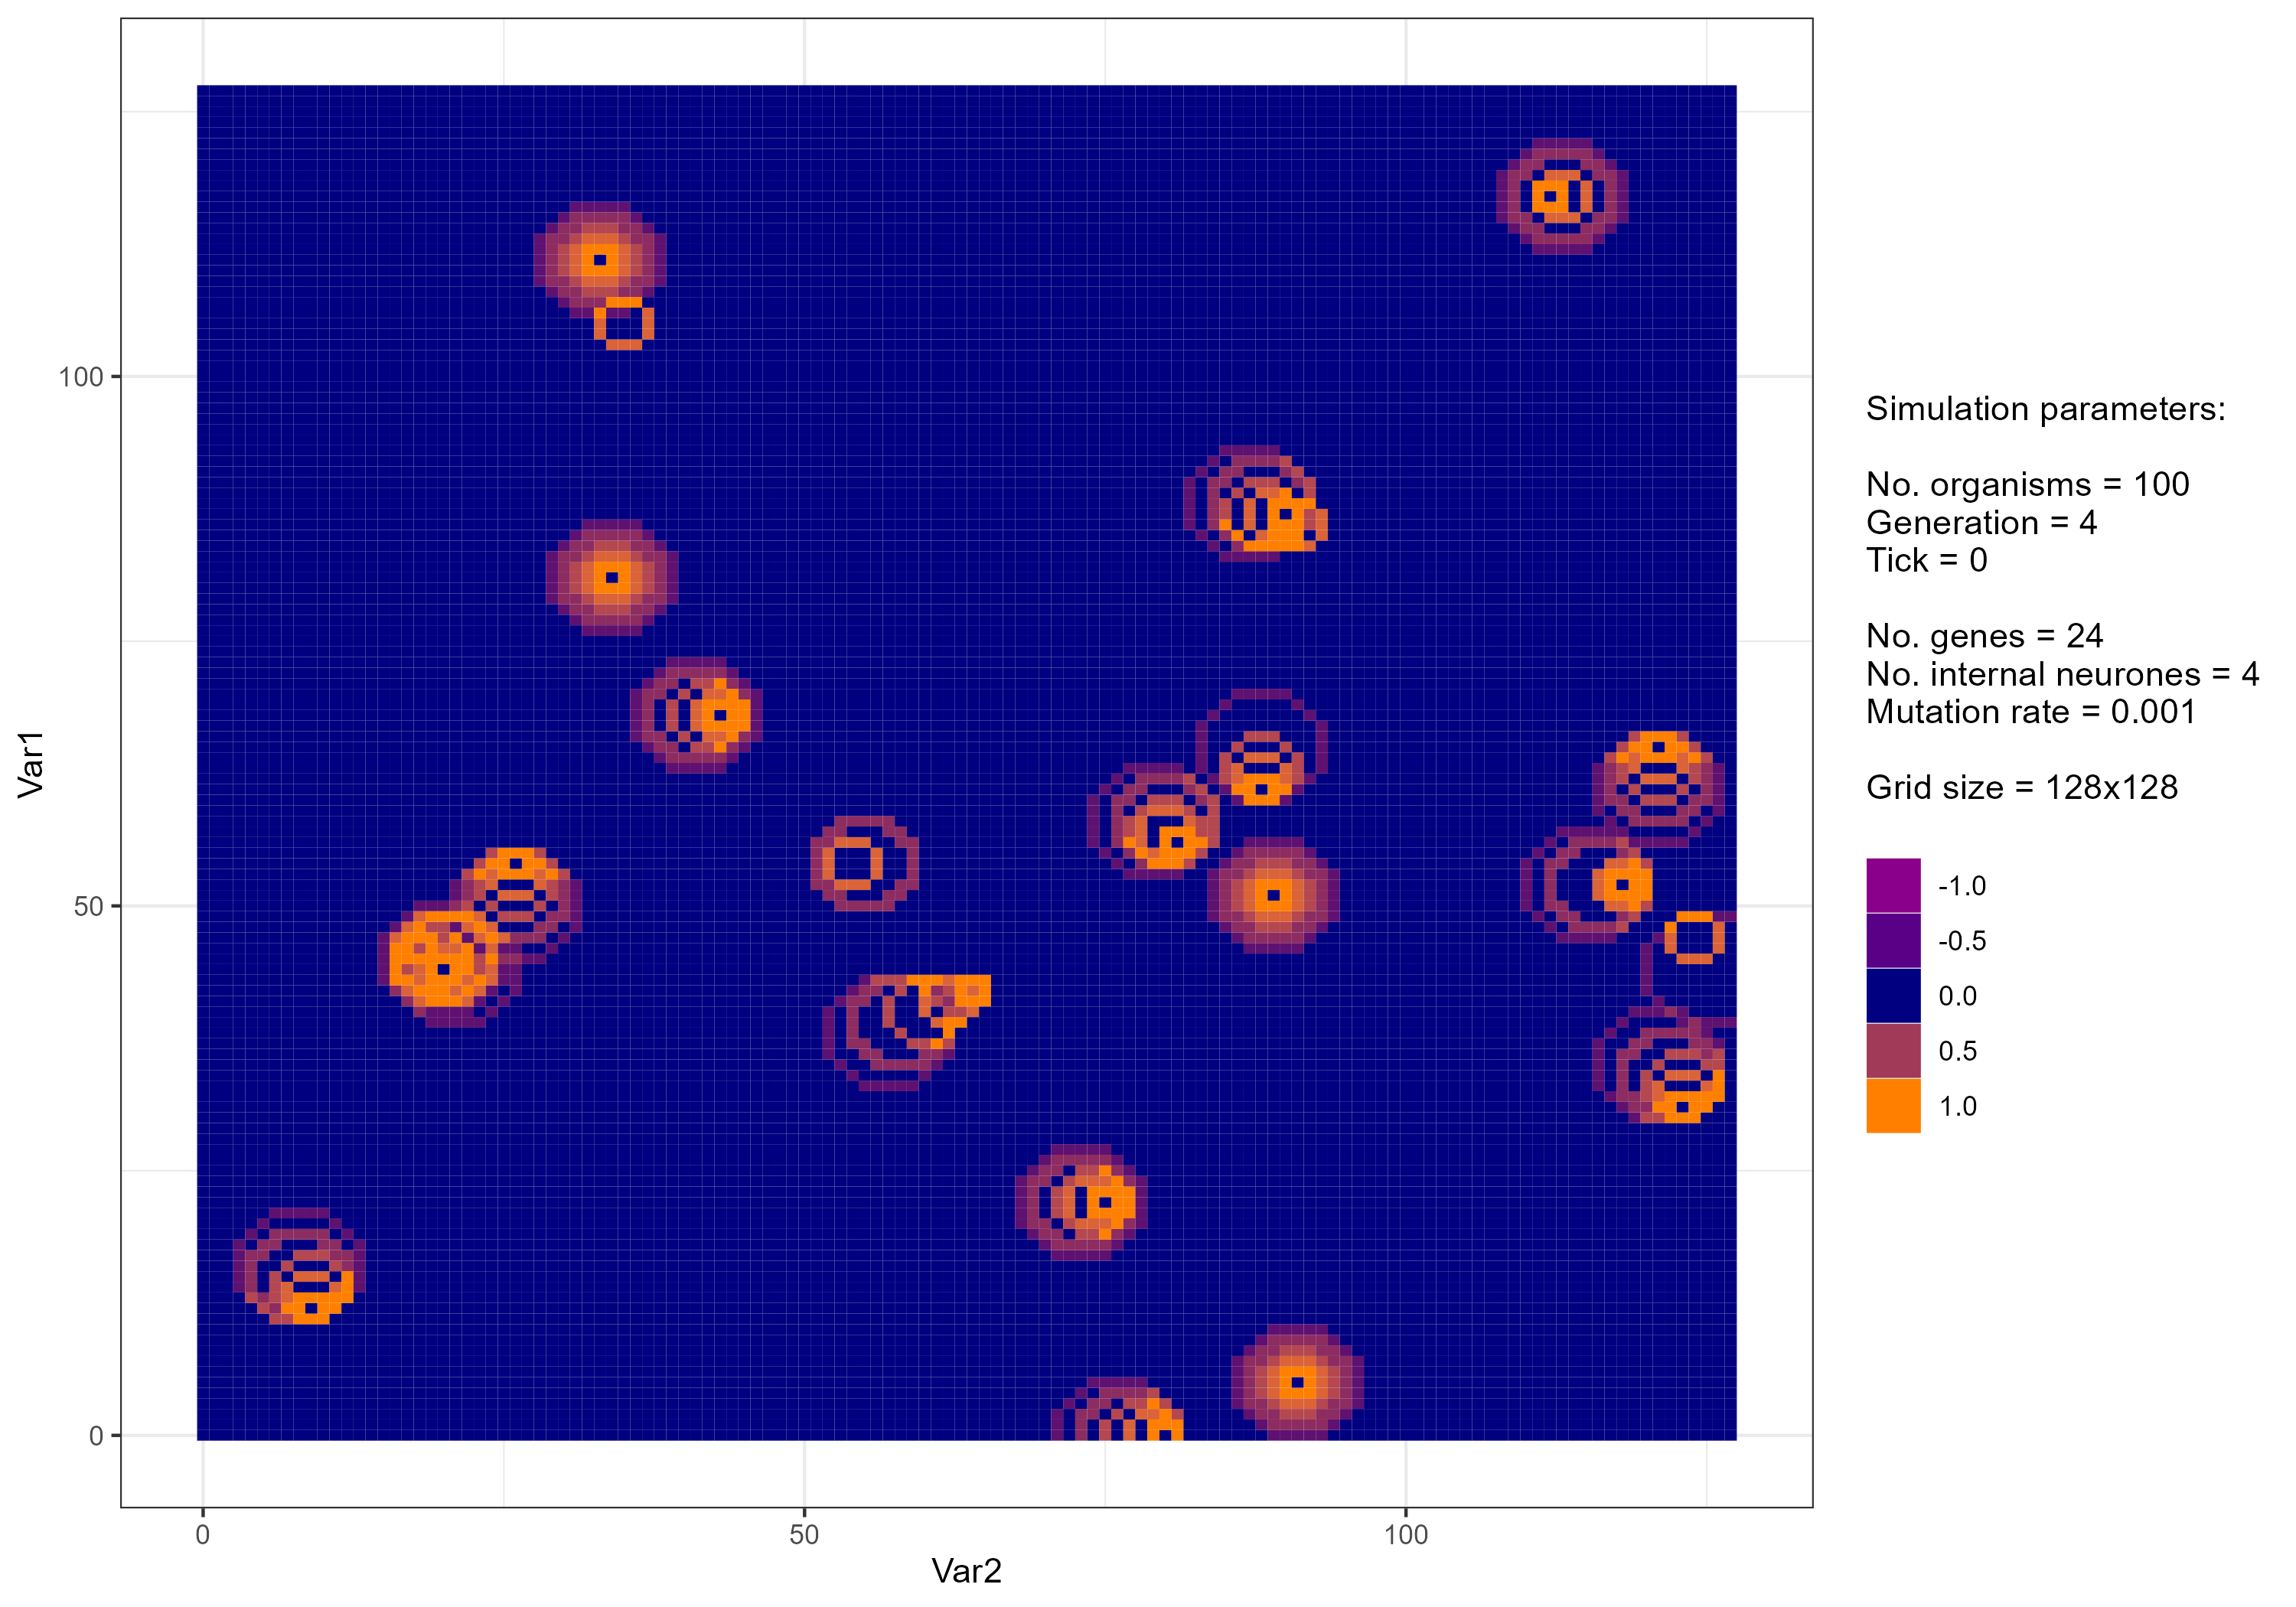 Var1
100
50
0
0
50
100
Var2
Simulation parameters:
No. organisms = 100
Generation = 4
Tick = 0
No. genes = 24
No. internal neurones = 4
Mutation rate = 0.001
Grid size = 128x128
-1.0
-0.5
0.0
0.5
1.0